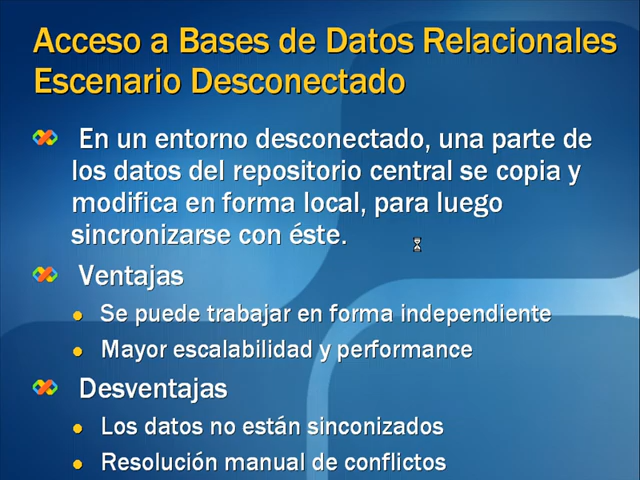 Acceso a Bases de Datos Relacionales
Escenario Desconectado
En un entorno desconectado, una parte de
los datos del repositorio central se copia y
modifica en forma local, para luego
sincronizarse con éste.
Ventajas
Se puede trabajar en forma independiente
Mayor escalabilidad y performance
Desventajas
Los datos no están sinconizados
Resolución manual de conflictos